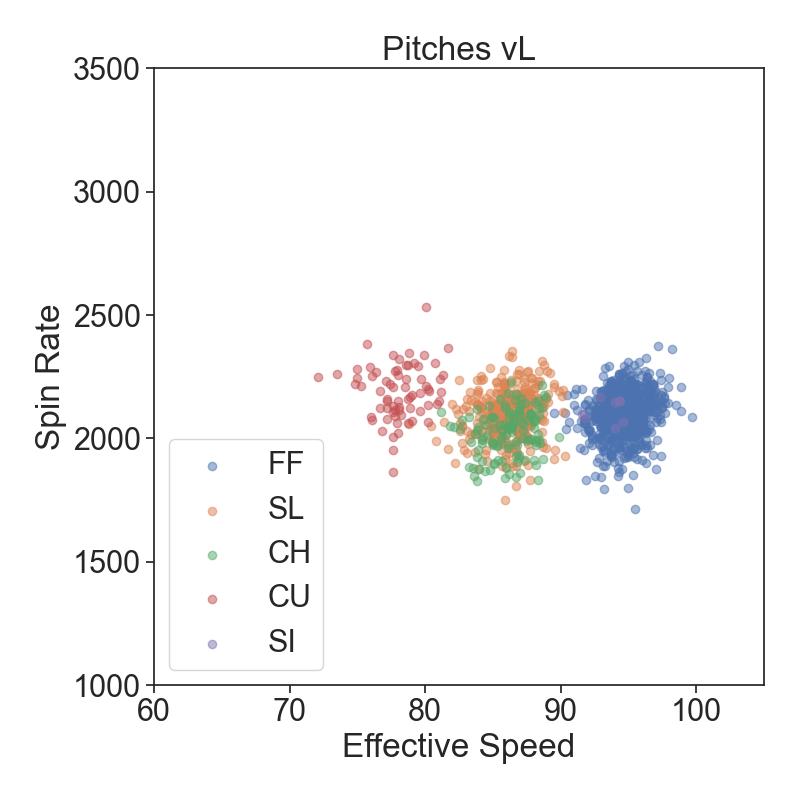 Pitches vL
3500
3000
2500
2000
1500
1000
Spin Rate
FF
SL
CH
CU
SI
60 70 80 90 100
Effective Speed